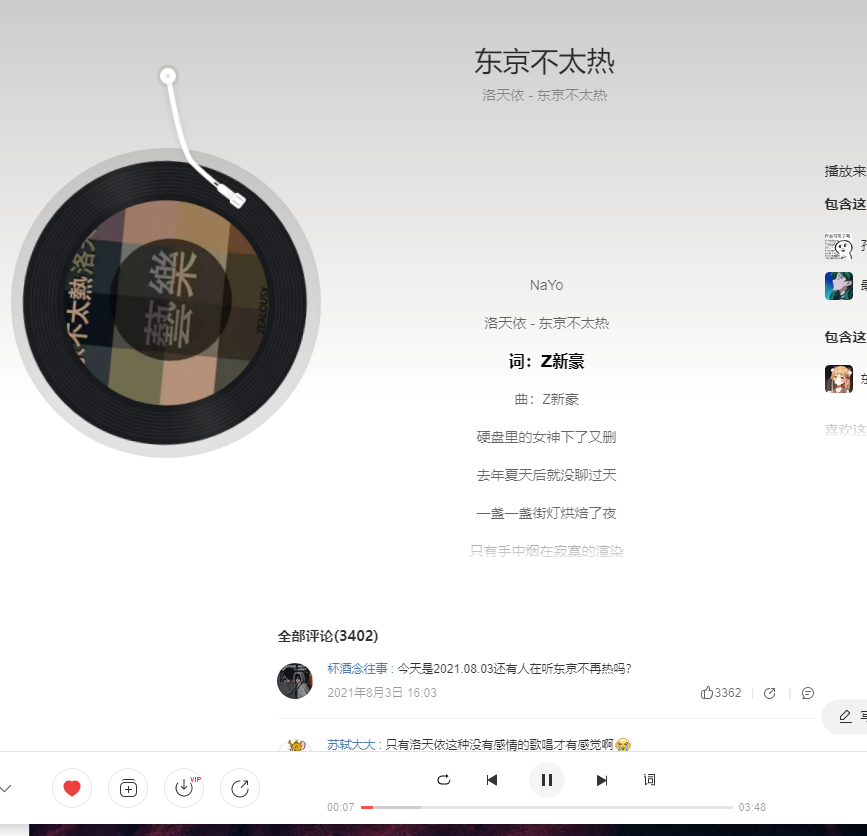 东京不太热
洛天依 - 东京不太热
播放来
包含这
NaYo
洛天依 - 东京不太热
词：Z新豪
曲：Z新豪
硬盘里的女神下了又删
去年夏天后就没聊过天
一盏一盏街灯烘焙了夜
只有手中烟在寂寞的渲染
包含这
喜欢这
不太熱 洛天
藝樂
ZEALOUSY
全部评论(3402)
杯酒念往事 : 今天是2021.08.03还有人在听东京不再热吗?
2021年8月3日 16:03
3362
苏轼大大 : 只有洛天依这种没有感情的歌唱才有感觉啊😭
写
VIP
词
00:07
03:48